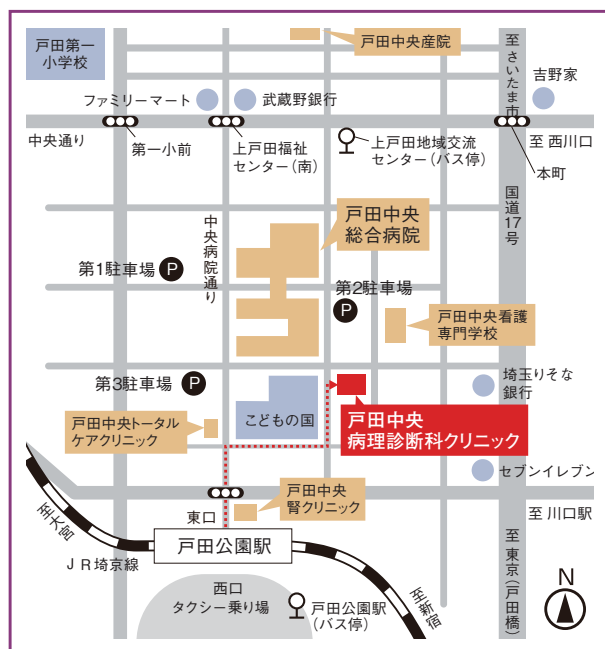 戸田第一
小学校
戸田中央産院
至さいたま市
吉野家
ファミリーマート
武蔵野銀行
中央通り
第一小前
上戸田福祉
センター(南)
上戸田地域交流
センター(バス停)
本町
至 西川口
国道17号
中央病院通り
戸田中央
総合病院
第1駐車場
P
第2駐車場
P
戸田中央看護
専門学校
第3駐車場
P
こどもの国
戸田中央
病理診断科クリニック
埼玉りそな
銀行
戸田中央トータル
ケアクリニック
セブンイレブン
戸田中央
腎クリニック
東口
至 川口駅
至大宮
戸田公園駅
JR埼京線
西口
タクシー乗り場
戸田公園駅
(バス停)
至新宿
至東京(戸田橋)
N